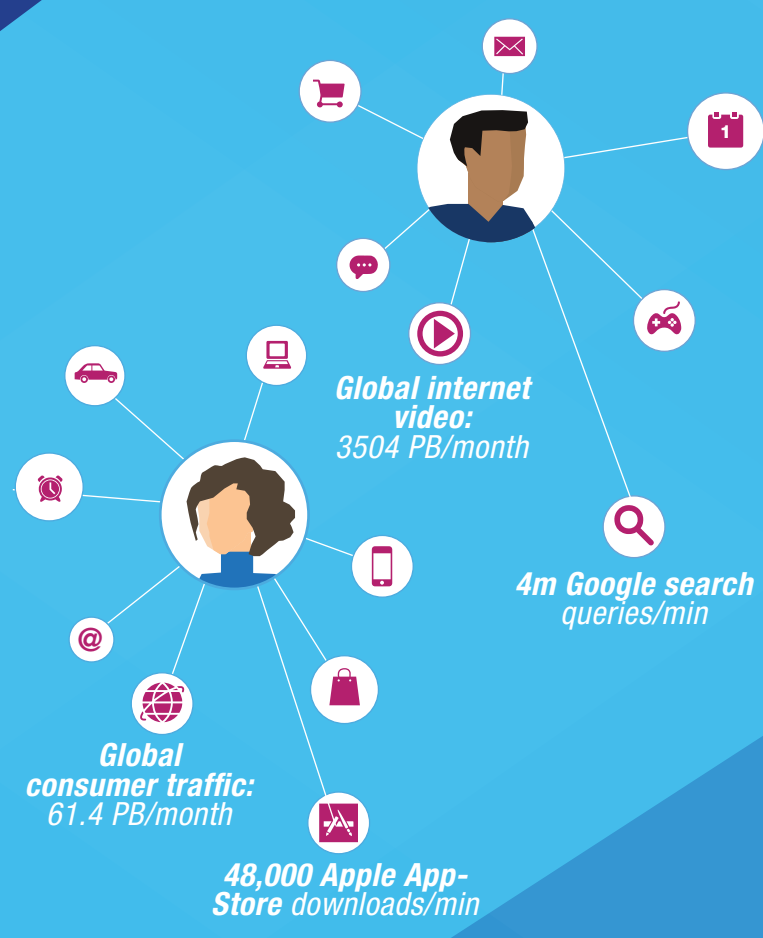 1
Global internet
video:
3504 PB/month
4m Google search
queries/min
@
Global
consumer traffic:
61.4 PB/month
48,000 Apple App-
Store downloads/min